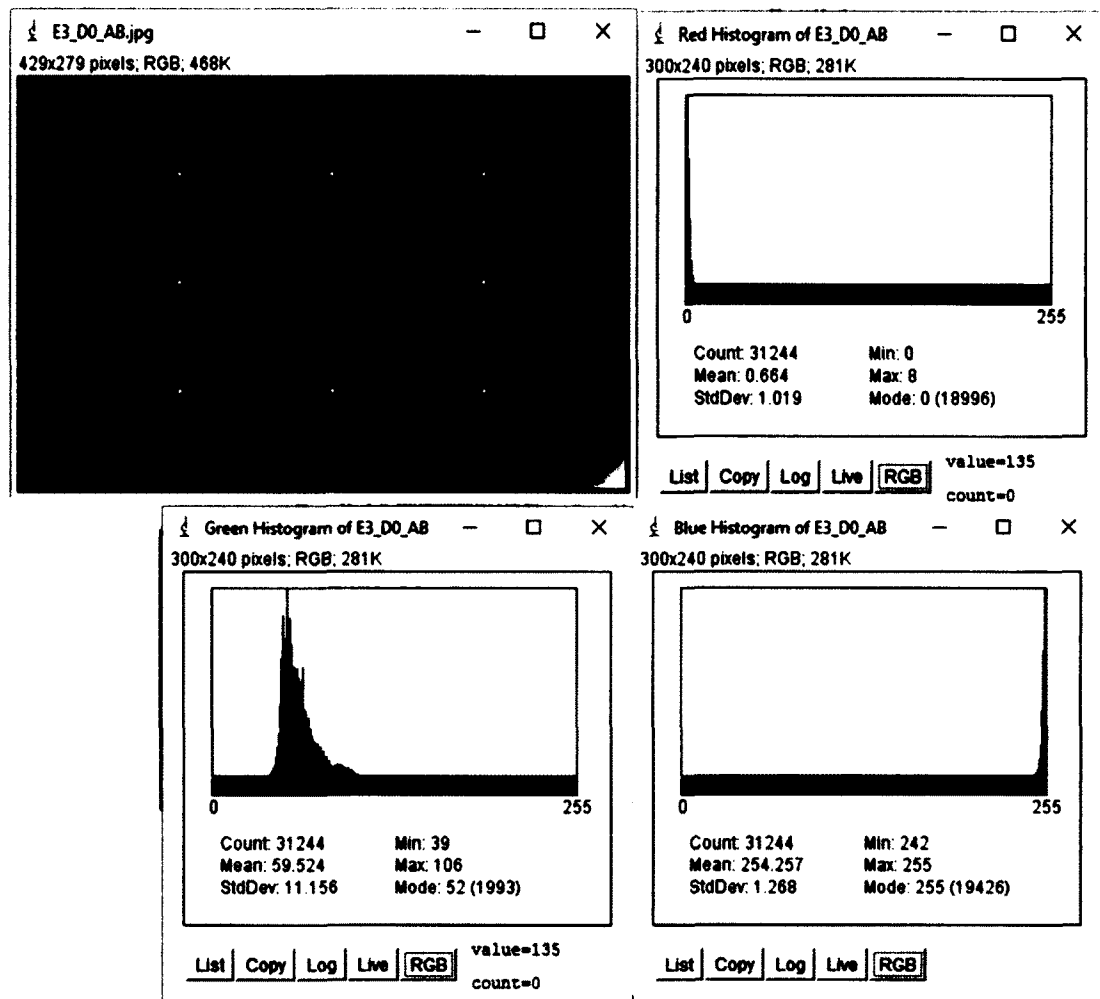 E3_D0_AB.jpg
429x279 pixels; RGB; 468K
Red Histogram of E3_D0_AB
300x240 pixels; RGB; 281K
0 255
Count: 31244 Min: 0
Mean: 0.664 Max: 8
StdDev: 1.019 Mode: 0 (18996)
List Copy Log Live RGB value=135
count=0
Green Histogram of E3_D0_AB
300x240 pixels; RGB; 281K
0 255
Count: 31244 Min: 39
Mean: 59.524 Max: 106
StdDev: 11.156 Mode: 52 (1993)
List Copy Log Live RGB value=135
count=0
Blue Histogram of E3_D0_AB
300x240 pixels; RGB; 281K
0 255
Count: 31244 Min: 242
Mean: 254.257 Max: 255
StdDev: 1.268 Mode: 255 (19426)
List Copy Log Live RGB